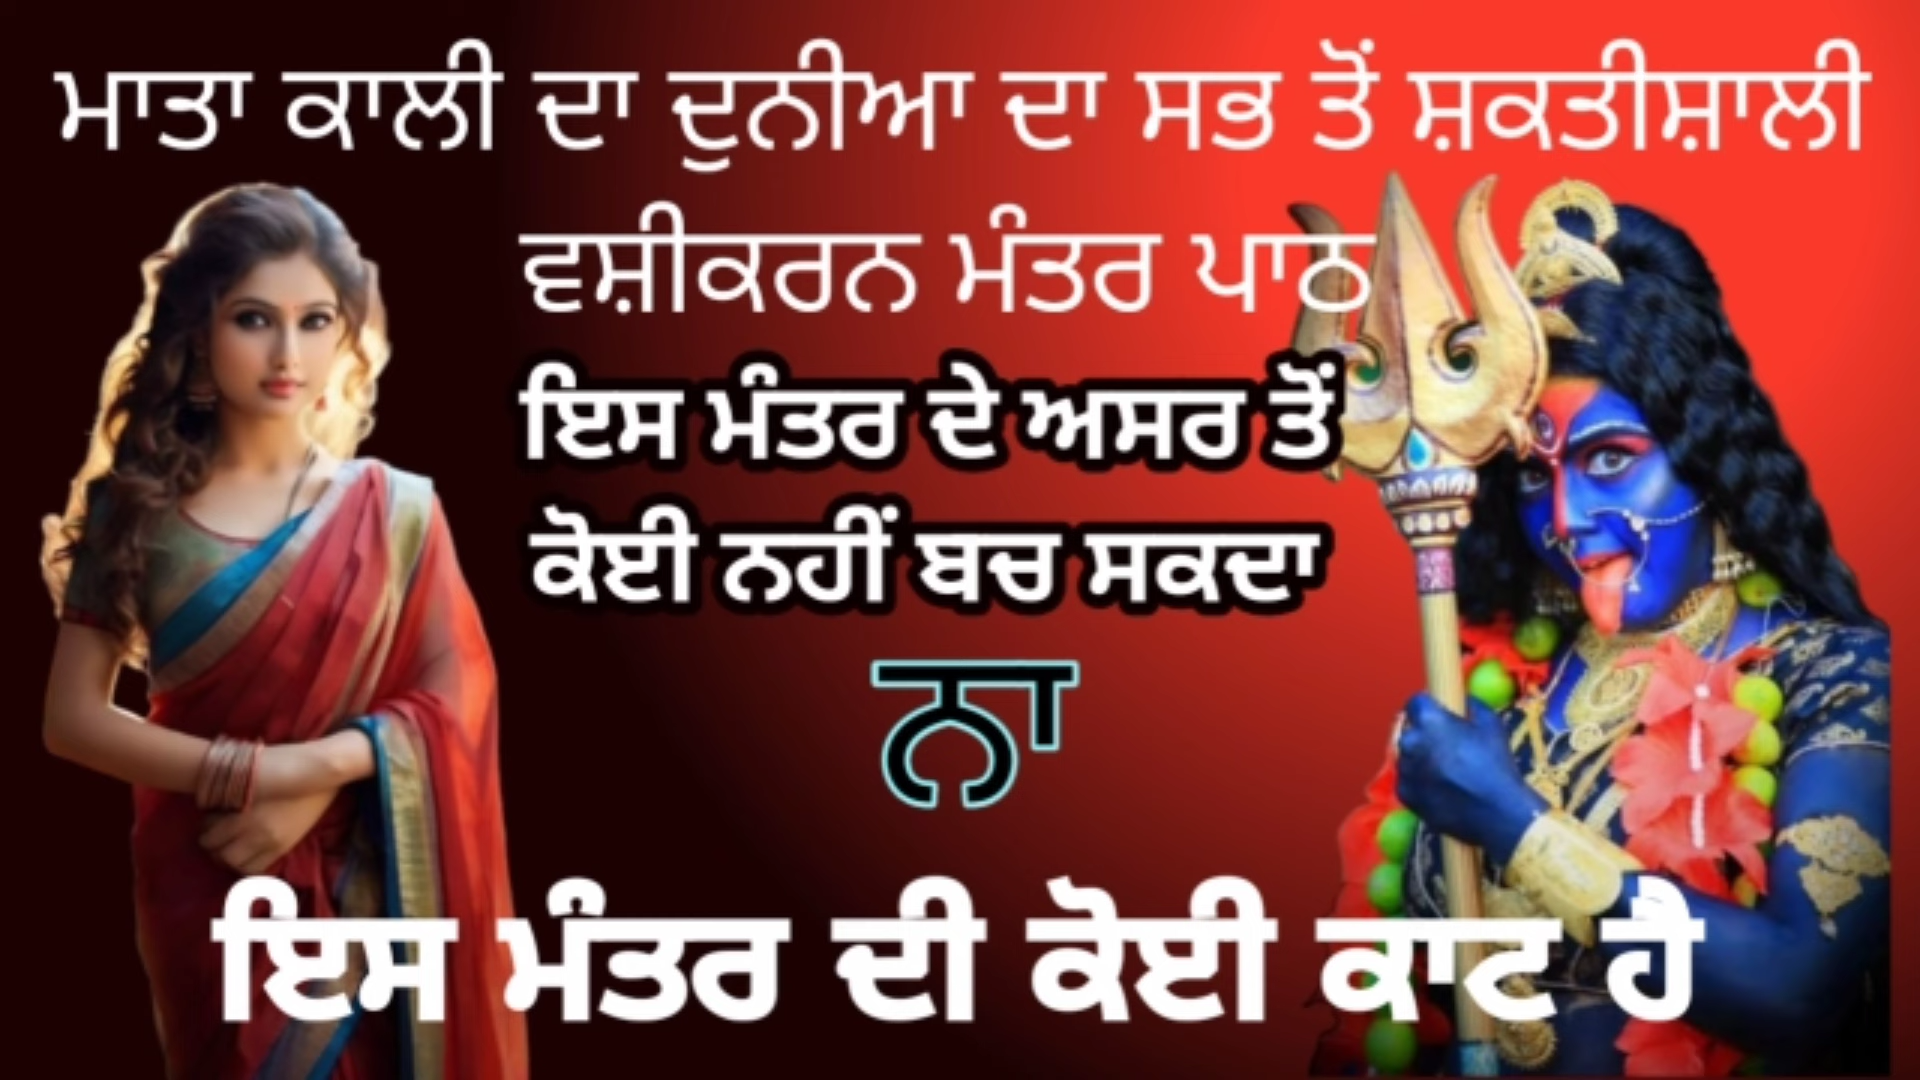 ਮਾਤਾ ਕਾਲੀ ਦਾ ਦੁਨੀਆ ਦਾ ਸਭ ਤੋਂ ਸ਼ਕਤੀਸ਼ਾਲੀ
ਵਸ਼ੀਕਰਨ ਮੰਤਰ ਪਾਠ
ਇਸ ਮੰਤਰ ਦੇ ਅਸਰ ਤੋਂ
ਕੋਈ ਨਹੀਂ ਬਚ ਸਕਦਾ
ਨਾ
ਇਸ ਮੰਤਰ ਦੀ ਕੋਈ ਕਾਟ ਹੈ